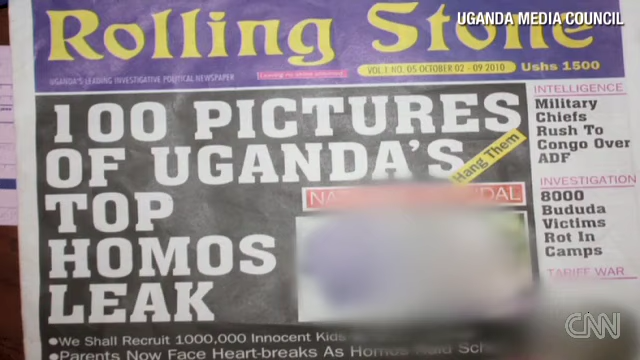 UGANDA MEDIA COUNCIL
Rolling Stone
UGANDA'S LEADING INVESTIGATIVE POLITICAL NEWSPAPER
VOL 1 NO. 05 OCTOBER 02 - 09 2010
Ushs 1500
100 PICTURES
OF UGANDA'S
TOP
HOMOS
LEAK
Hang Them
We Shall Recruit 1000,000 Innocent Kids
Parents Now Face Heart-breaks As Homos
INTELLIGENCE
Military
Chiefs
Rush To
Congo Over
ADF
INVESTIGATION
8000
Bududa
Victims
Rot In
Camps
TARIFF WAR
CNN